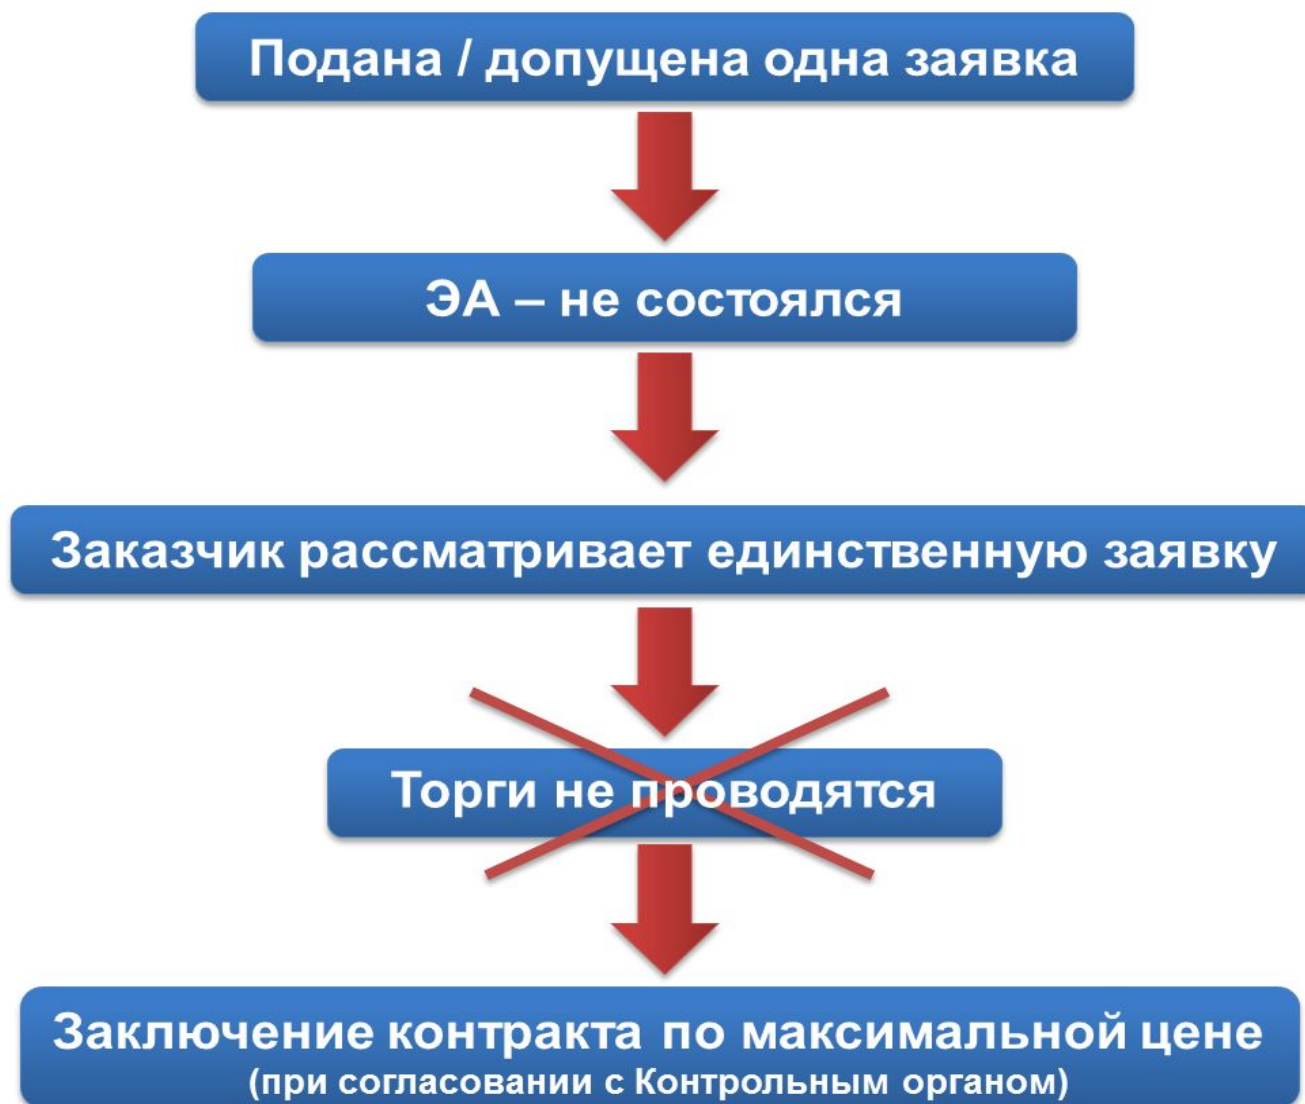 Подана / допущена одна заявка
ЭА – не состоялся
Заказчик рассматривает единственную заявку
Торги не проводятся
Заключение контракта по максимальной цене
(при согласовании с Контрольным органом)